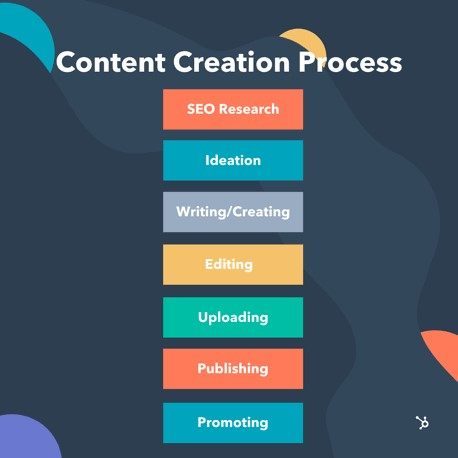 Content Creation Process
SEO Research
Ideation
Writing/Creating
Editing
Uploading
Publishing
Promoting